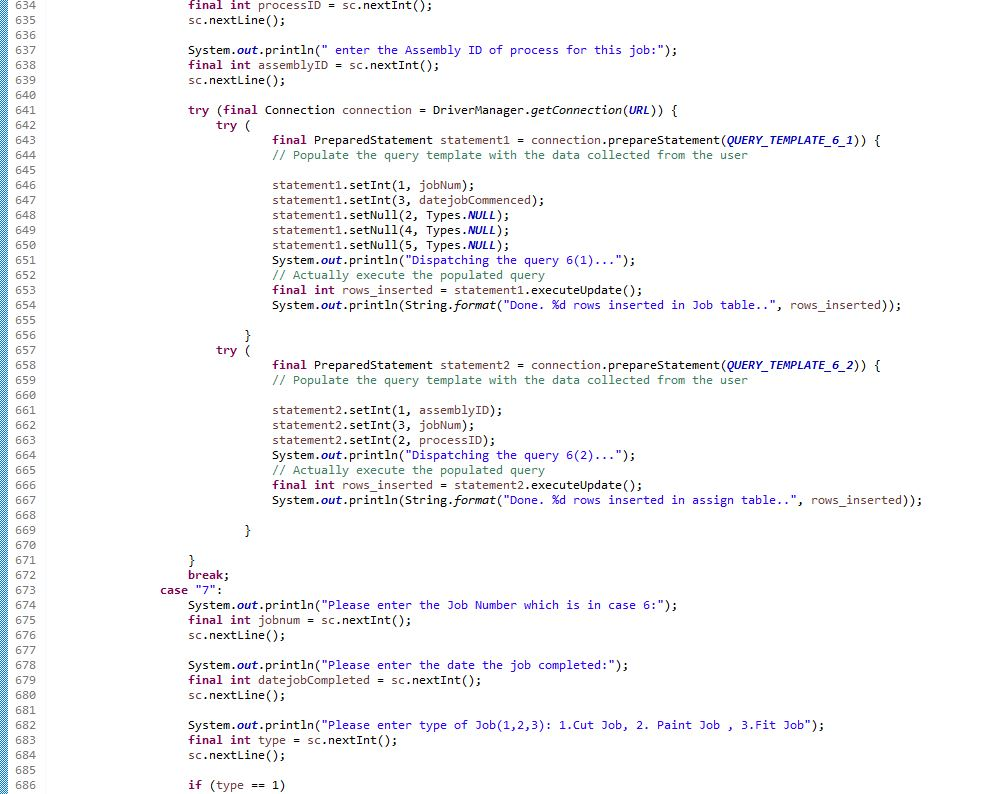 634 final int processID = sc.nextInt();
635 sc.nextLine();
636
637 System.out.println(" enter the Assembly ID of process for this job:");
638 final int assemblyID = sc.nextInt();
639 sc.nextLine();
640
641 try (final Connection connection = DriverManager.getConnection(URL)) {
642 try (
643 final PreparedStatement statement1 = connection.prepareStatement(QUERY_TEMPLATE_6_1)) {
644 // Populate the query template with the data collected from the user
645
646 statement1.setInt(1, jobNum);
647 statement1.setInt(3, datejobCommenced);
648 statement1.setNull(2, Types.NULL);
649 statement1.setNull(4, Types.NULL);
650 statement1.setNull(5, Types.NULL);
651 System.out.println("Dispatching the query 6(1)...");
652 // Actually execute the populated query
653 final int rows_inserted = statement1.executeUpdate();
654 System.out.println(String.format("Done. %d rows inserted in Job table..", rows_inserted));
655
656 }
657 try (
658 final PreparedStatement statement2 = connection.prepareStatement(QUERY_TEMPLATE_6_2)) {
659 // Populate the query template with the data collected from the user
660
661 statement2.setInt(1, assemblyID);
662 statement2.setInt(3, jobNum);
663 statement2.setInt(2, processID);
664 System.out.println("Dispatching the query 6(2)...");
665 // Actually execute the populated query
666 final int rows_inserted = statement2.executeUpdate();
667 System.out.println(String.format("Done. %d rows inserted in assign table..", rows_inserted));
668
669 }
670
671 }
672 break;
673 case "7":
674 System.out.println("Please enter the Job Number which is in case 6:");
675 final int jobnum = sc.nextInt();
676 sc.nextLine();
677
678 System.out.println("Please enter the date the job completed:");
679 final int datejobCompleted = sc.nextInt();
680 sc.nextLine();
681
682 System.out.println("Please enter type of Job(1,2,3): 1.Cut Job, 2. Paint Job , 3.Fit Job");
683 final int type = sc.nextInt();
684 sc.nextLine();
685
686 if (type == 1)